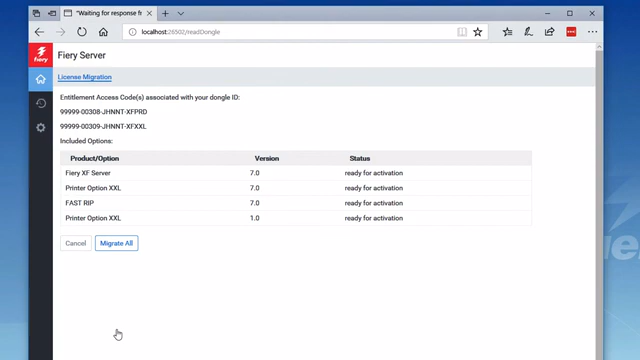 "Waiting for response fr
localhost:26502/readDongle
fiery
Fiery Server
License Migration
Entitlement Access Code(s) associated with your dongle ID:
99999-00308-JHNNT-XFPRD
99999-00309-JHNNT-XFXXL
Included Options:
Product/Option Version Status
Fiery XF Server 7.0 ready for activation
Printer Option XXL 7.0 ready for activation
FAST RIP 7.0 ready for activation
Printer Option XXL 1.0 ready for activation
Cancel Migrate All